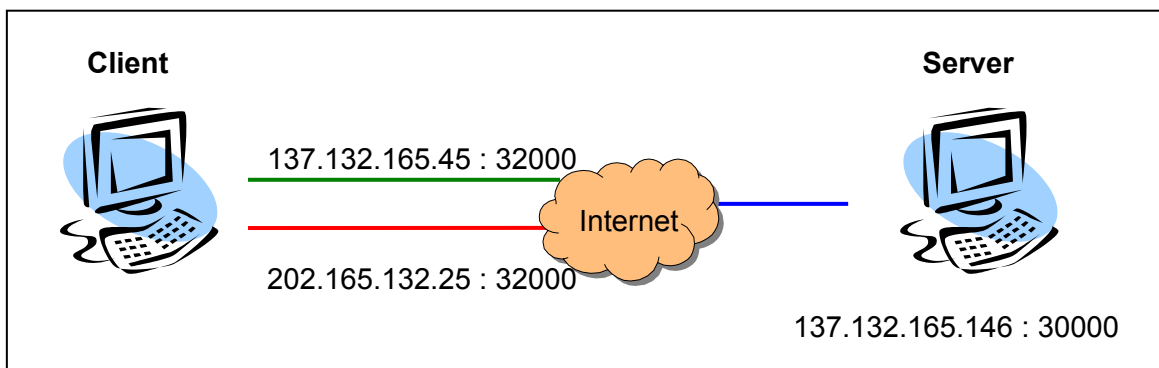 Client
Server
137.132.165.45 : 32000
Internet
202.165.132.25 : 32000
137.132.165.146 : 30000